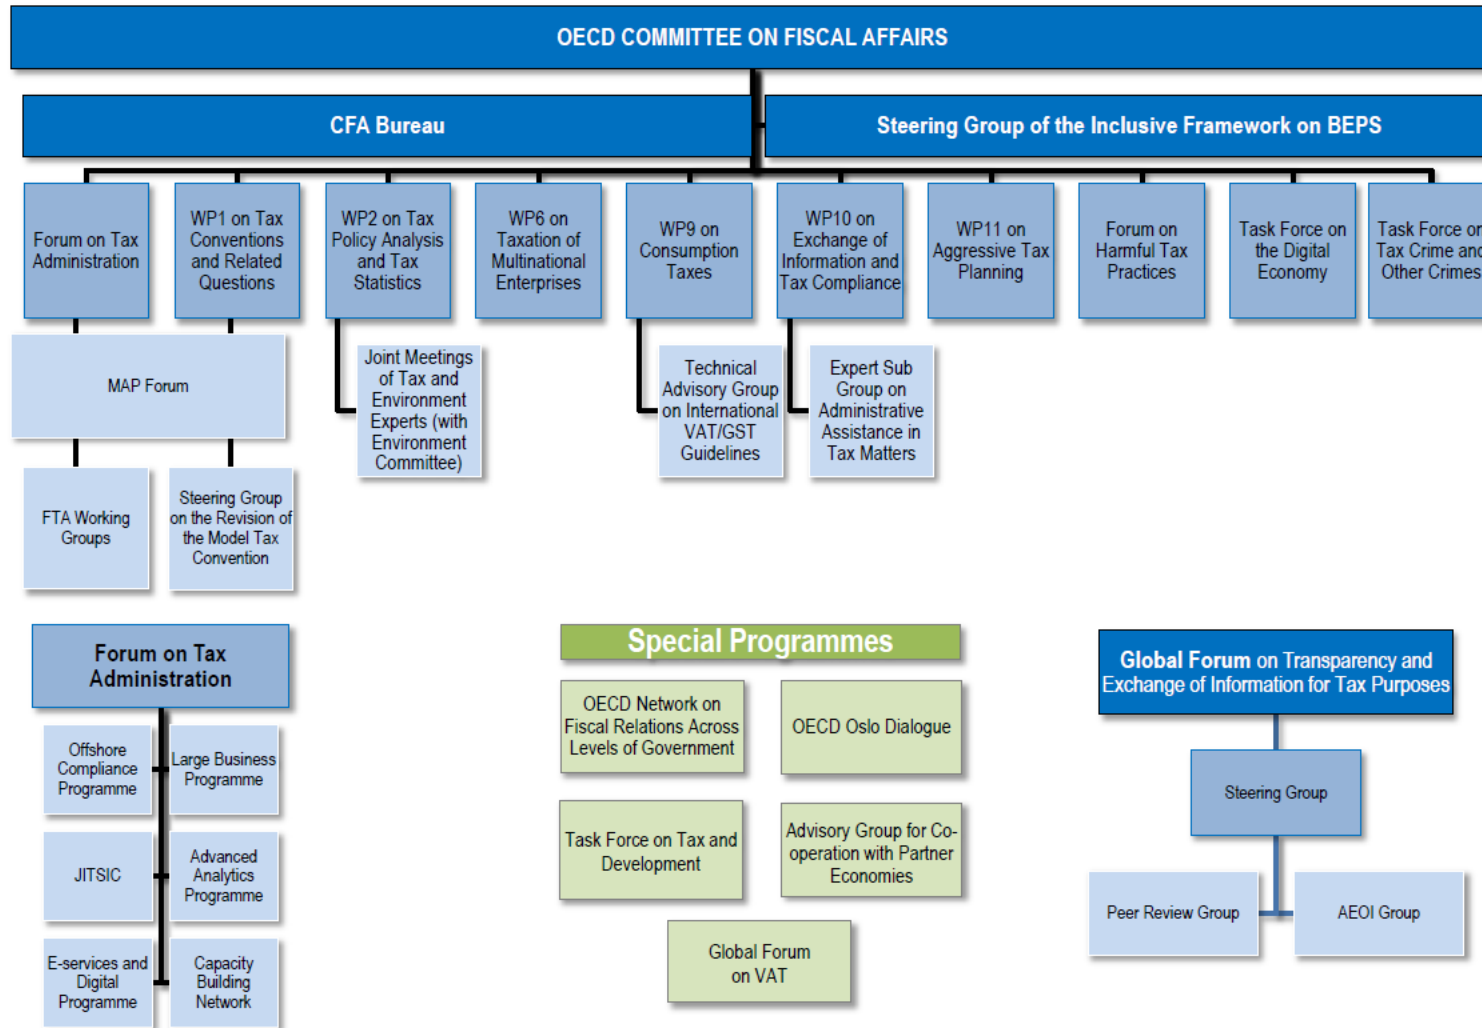 OECD COMMITTEE ON FISCAL AFFAIRS
CFA Bureau
Steering Group of the Inclusive Framework on BEPS
Forum on Tax
Administration
WP1 on Tax
Conventions
and Related
Questions
WP2 on Tax
Policy Analysis
and Tax
Statistics
WP6 on
Taxation of
Multinational
Enterprises
WP9 on
Consumption
Taxes
WP10 on
Exchange of
Information and
Tax Compliance
WP11 on
Aggressive Tax
Planning
Forum on
Harmful Tax
Practices
Task Force on
the Digital
Economy
Task Force on
Tax Crime and
Other Crimes
MAP Forum
Joint Meetings
of Tax and
Environment
Experts (with
Environment
Committee)
Technical
Advisory Group
on International
VAT/GST
Guidelines
Expert Sub
Group on
Administrative
Assistance in
Tax Matters
FTA Working
Groups
Steering Group
on the Revision of
the Model Tax
Convention
Forum on Tax
Administration
Offshore
Compliance
Programme
Large Business
Programme
JITSIC
Advanced
Analytics
Programme
E-services and
Digital
Programme
Capacity
Building
Network
Special Programmes
OECD Network on
Fiscal Relations Across
Levels of Government
OECD Oslo Dialogue
Task Force on Tax and
Development
Advisory Group for Co-
operation with Partner
Economies
Global Forum
on VAT
Global Forum on Transparency and
Exchange of Information for Tax Purposes
Steering Group
Peer Review Group
AEOI Group